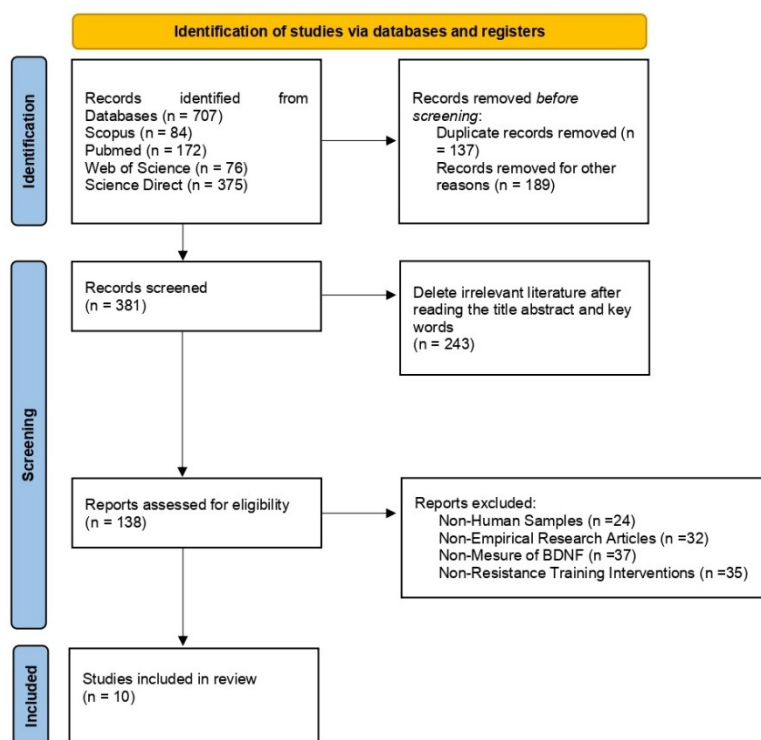 Identification of studies via databases and registers
Identification
Records identified from
Databases (n = 707)
Scopus (n = 84)
Pubmed (n = 172)
Web of Science (n = 76)
Science Direct (n = 375)
Records removed before
screening:
Duplicate records removed (n
= 137)
Records removed for other
reasons (n = 189)
Screening
Records screened
(n = 381)
Delete irrelevant literature after
reading the title abstract and key
words
(n = 243)
Reports assessed for eligibility
(n = 138)
Reports excluded:
Non-Human Samples (n =24)
Non-Empirical Research Articles (n =32)
Non-Mesure of BDNF (n =37)
Non-Resistance Training Interventions (n =35)
Included
Studies included in review
(n = 10)